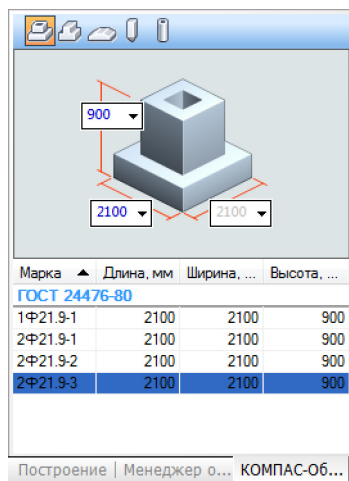 900
2100 2100
Марка Длина, мм Ширина, ... Высота, ...
ГОСТ 24476-80
1Ф21.9-1 2100 2100 900
2Ф21.9-1 2100 2100 900
2Ф21.9-2 2100 2100 900
2Ф21.9-3 2100 2100 900
Построение | Менеджер о... КОМПАС-Об...